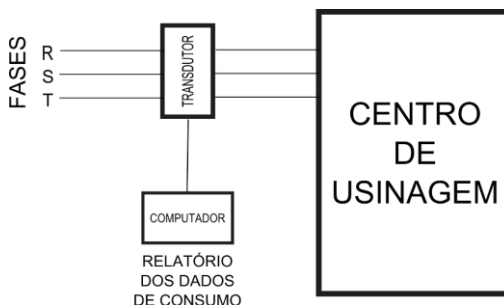 FASES
R
S
T
TRANSDUTOR
CENTRO
DE
USINAGEM
COMPUTADOR
RELATÓRIO
DOS DADOS
DE CONSUMO